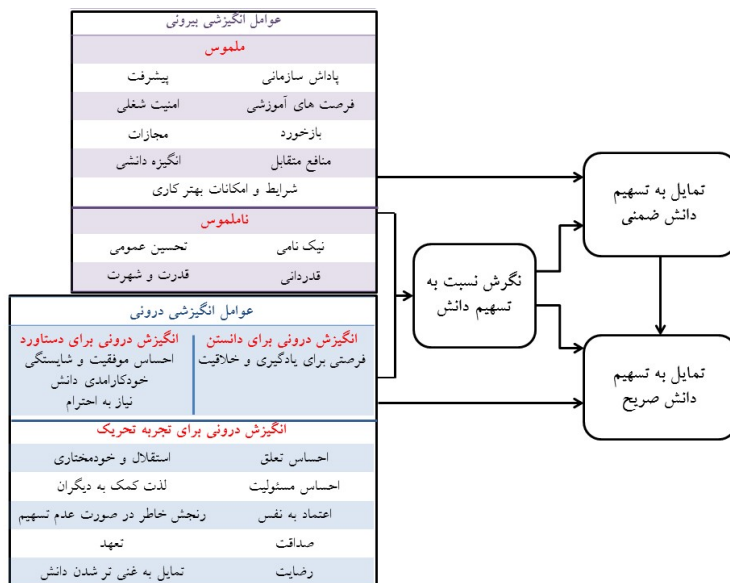 عوامل انگیزشی بیرونی
ملموس
پاداش سازمانی پیشرفت
فرصت های آموزشی امنیت شغلی
بازخورد مجازات
منافع متقابل انگیزه دانشی
شرایط و امکانات بهتر کاری
ناملموس
نیک نامی تحسین عمومی
قدردانی قدرت و شهرت
عوامل انگیزشی درونی
انگیزش درونی برای دانستن
فرصتی برای یادگیری و خلاقیت
انگیزش درونی برای دستاورد
احساس موفقیت و شایستگی
خودکارامدی دانش
نیاز به احترام
انگیزش درونی برای تجربه تحریک
احساس تعلق استقلال و خودمختاری
احساس مسئولیت لذت کمک به دیگران
اعتماد به نفس رنجش خاطر در صورت عدم تسهیم
صداقت تعهد
رضایت تمایل به غنی تر شدن دانش
نگرش نسبت به
تسهیم دانش
تمایل به تسهیم
دانش ضمنی
تمایل به تسهیم
دانش صریح